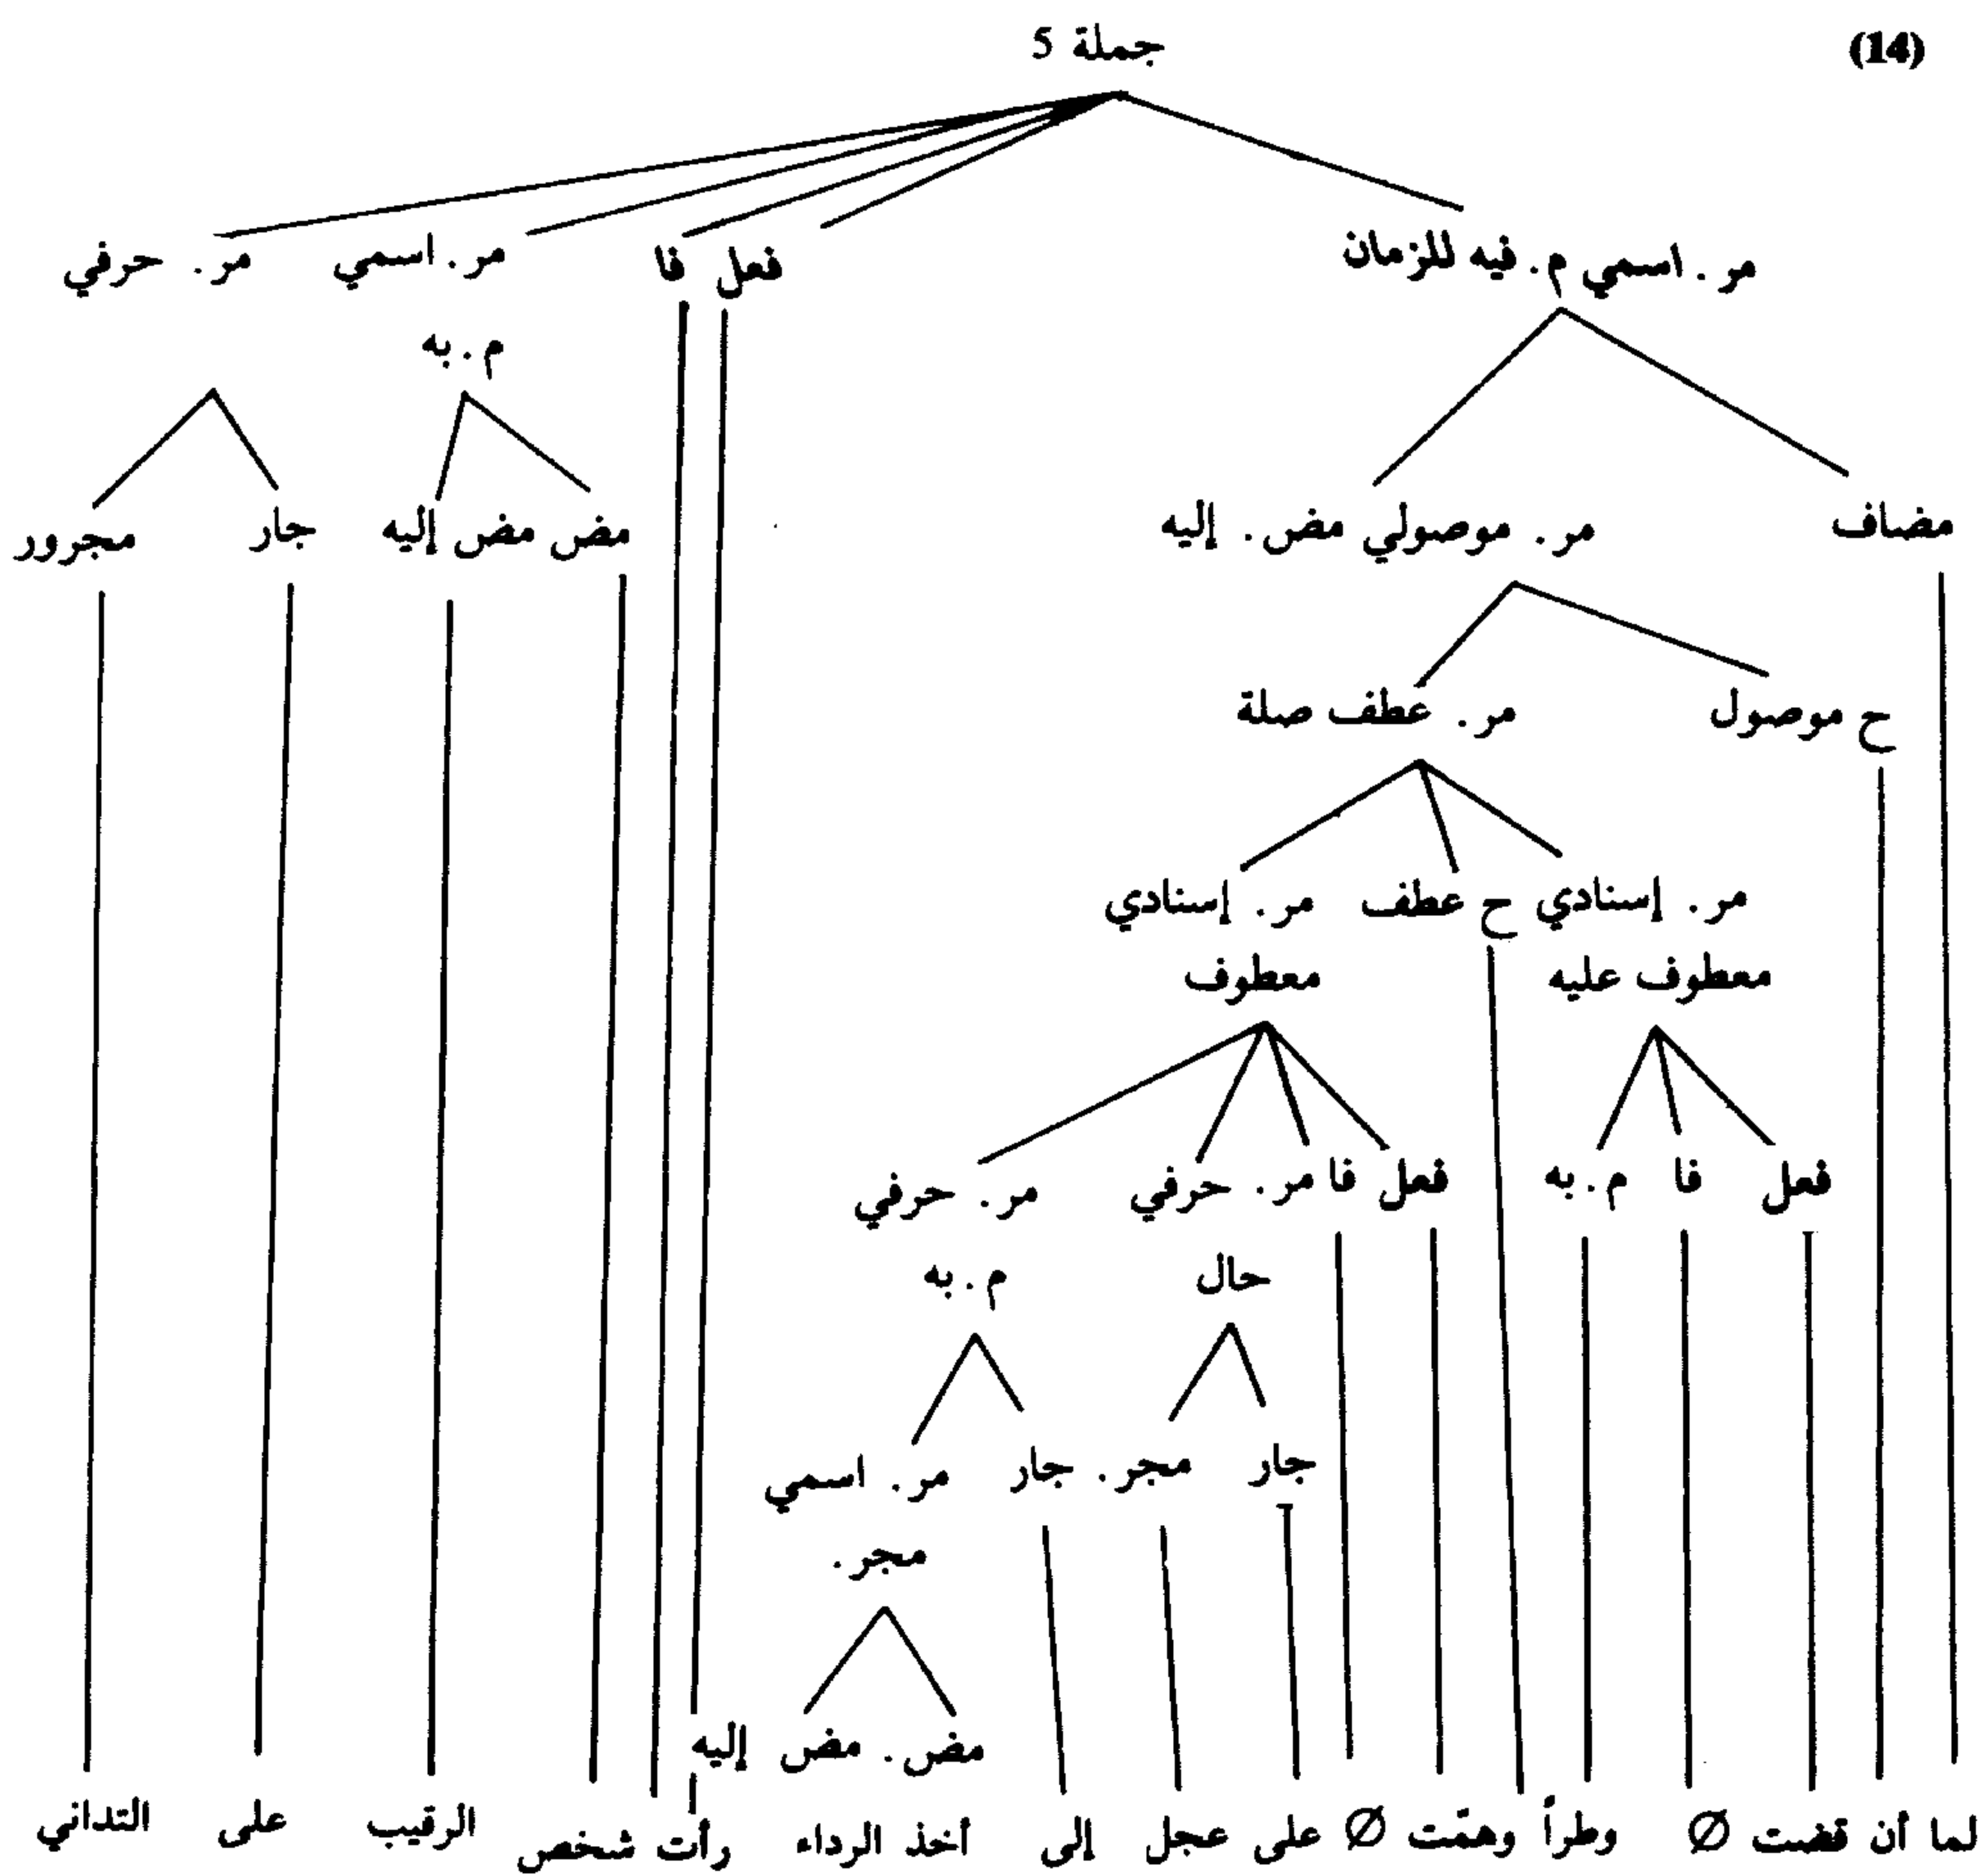 (14)
جملة 5
مر. اسمي م. فيه للزمان فعل فا مر. اسمي مر. حرفي
م. به
مضاف مر. موصولي مض. إليه مض مض إليه جار مجرور
ح موصول مر. عطف صلة
مر. إسنادي ح عطف مر. إسنادي
معطوف عليه معطوف
فعل فا م. به فعل فا مر. حرفي مر. حرفي
حال م. به
جار مجر. جار مر. اسمي
مجر.
مض. مض إليه
لما أن قضت Ø وطراً وهمّت Ø على عجل إلى أخذ الرداء رأت شخص الرقيب على التداني